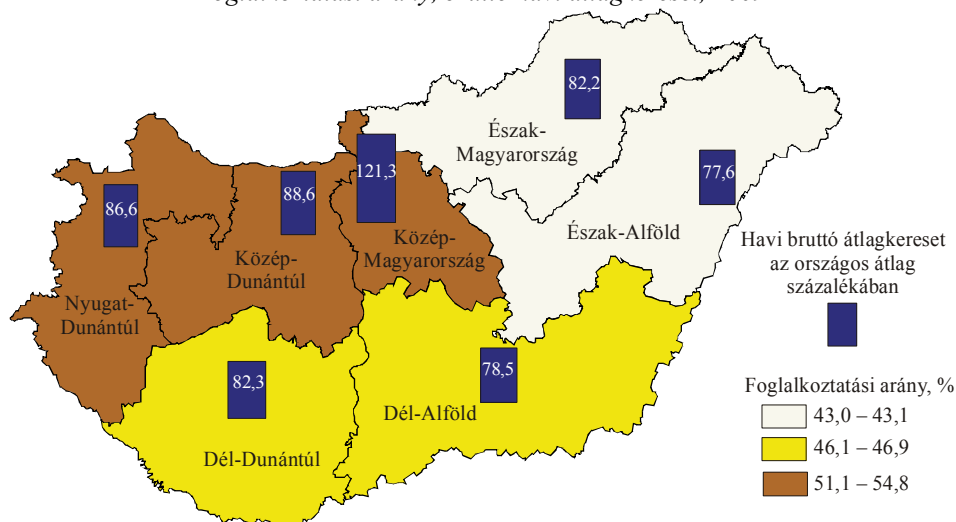 82,2
Észak-
Magyarország
77,6
121,3
88,6
86,6
Közép-
Magyarország
Észak-Alföld
Közép-
Dunántúl
Nyugat-
Dunántúl
82,3
78,5
Dél-Alföld
Dél-Dunántúl
Havi bruttó átlagkereset
az országos átlag
százalékában
Foglalkoztatási arány, %
43,0 – 43,1
46,1 – 46,9
51,1 – 54,8